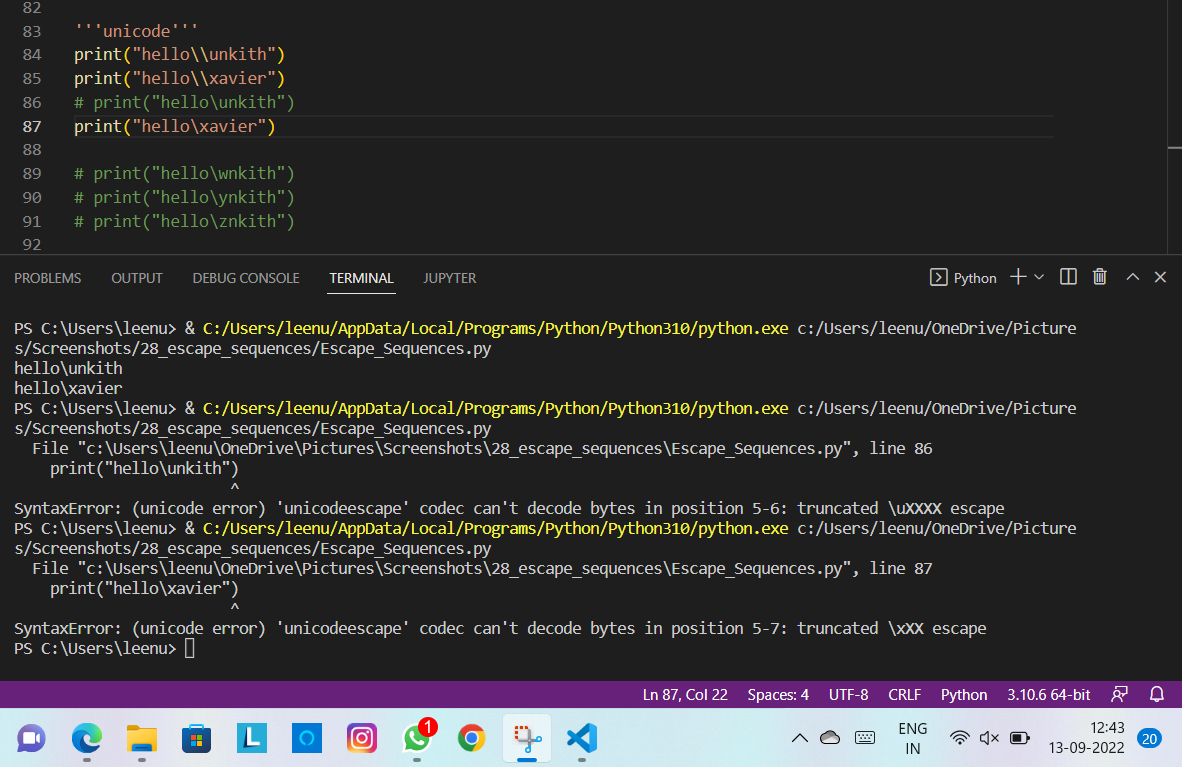 82
83 '''unicode'''
84 print("hello\\unkith")
85 print("hello\\xavier")
86 # print("hello\unkith")
87 print("hello\xavier")
88
89 # print("hello\wnkith")
90 # print("hello\ynkith")
91 # print("hello\znkith")
92
PROBLEMS OUTPUT DEBUG CONSOLE TERMINAL JUPYTER Python
PS C:\Users\leenu> & C:/Users/leenu/AppData/Local/Programs/Python/Python310/python.exe c:/Users/leenu/OneDrive/Picture
s/Screenshots/28_escape_sequences/Escape_Sequences.py
hello\unkith
hello\xavier
PS C:\Users\leenu> & C:/Users/leenu/AppData/Local/Programs/Python/Python310/python.exe c:/Users/leenu/OneDrive/Picture
s/Screenshots/28_escape_sequences/Escape_Sequences.py
  File "c:\Users\leenu\OneDrive\Pictures\Screenshots\28_escape_sequences\Escape_Sequences.py", line 86
    print("hello\unkith")
                        ^
SyntaxError: (unicode error) 'unicodeescape' codec can't decode bytes in position 5-6: truncated \uXXXX escape
PS C:\Users\leenu> & C:/Users/leenu/AppData/Local/Programs/Python/Python310/python.exe c:/Users/leenu/OneDrive/Picture
s/Screenshots/28_escape_sequences/Escape_Sequences.py
  File "c:\Users\leenu\OneDrive\Pictures\Screenshots\28_escape_sequences\Escape_Sequences.py", line 87
    print("hello\xavier")
                        ^
SyntaxError: (unicode error) 'unicodeescape' codec can't decode bytes in position 5-7: truncated \xXX escape
PS C:\Users\leenu>
Ln 87, Col 22 Spaces: 4 UTF-8 CRLF Python 3.10.6 64-bit
L 1 ENG 12:43
IN 13-09-2022 20